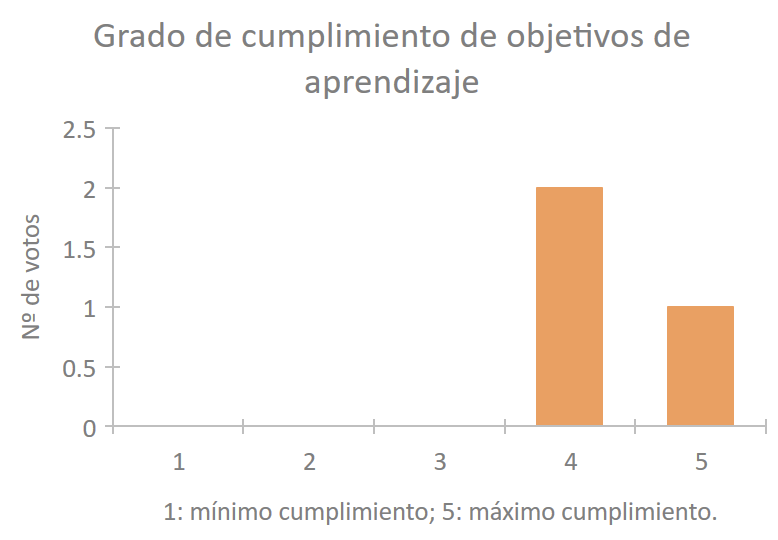 Grado de cumplimiento de objetivos de
aprendizaje
2.5
2
1.5
1
0.5
0
Nº de votos
1 2 3 4 5
1: mínimo cumplimiento; 5: máximo cumplimiento.